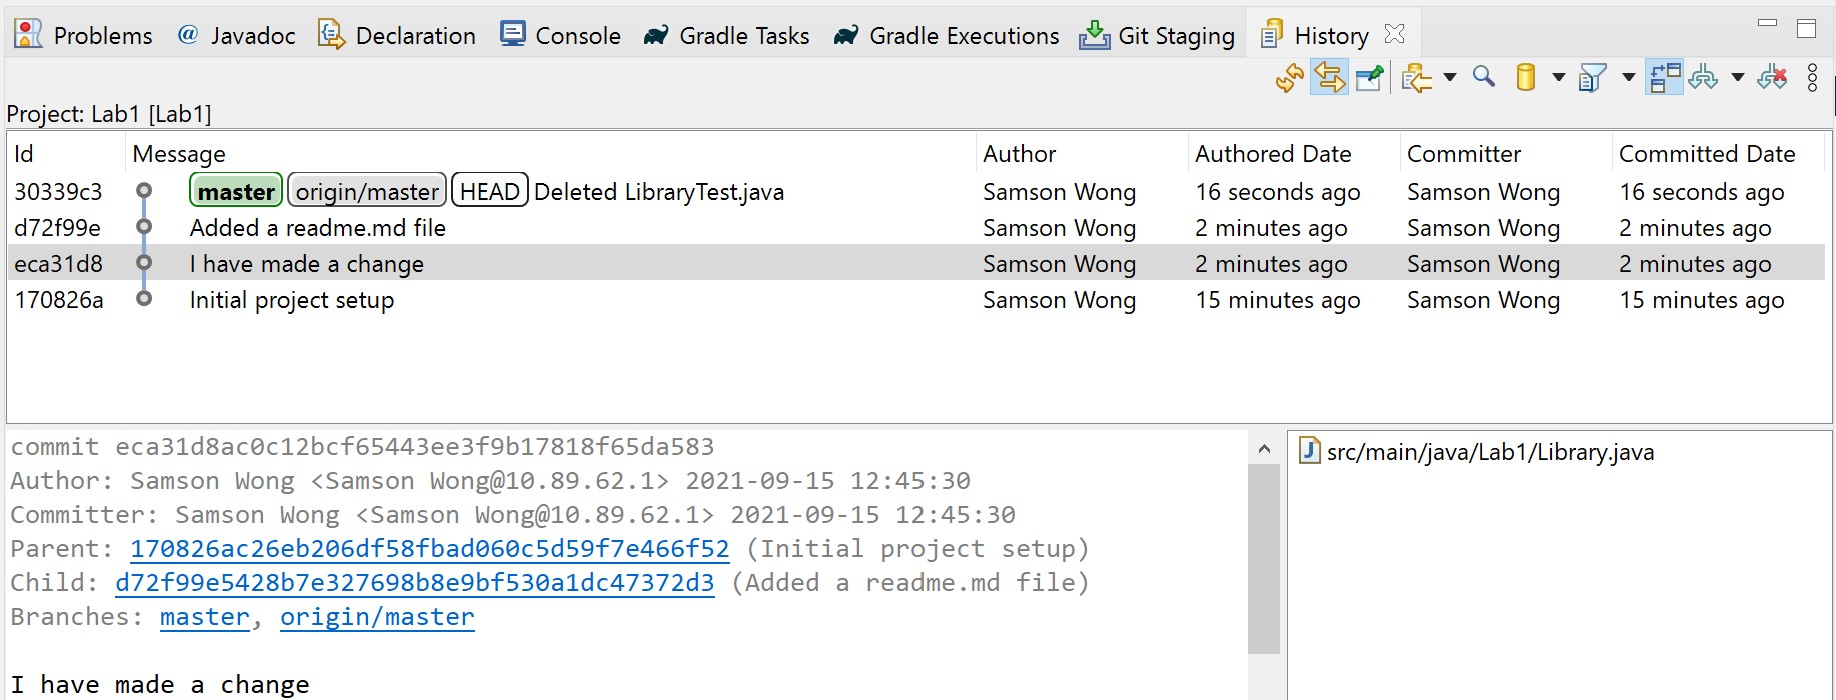 Problems @ Javadoc Declaration Console Gradle Tasks Gradle Executions Git Staging History
Project: Lab1 [Lab1]
Id Message Author Authored Date Committer Committed Date
30339c3 master origin/master HEAD Deleted LibraryTest.java Samson Wong 16 seconds ago Samson Wong 16 seconds ago
d72f99e Added a readme.md file Samson Wong 2 minutes ago Samson Wong 2 minutes ago
eca31d8 I have made a change Samson Wong 2 minutes ago Samson Wong 2 minutes ago
170826a Initial project setup Samson Wong 15 minutes ago Samson Wong 15 minutes ago
commit eca31d8ac0c12bcf65443ee3f9b17818f65da583
Author: Samson Wong <Samson Wong@10.89.62.1> 2021-09-15 12:45:30
Committer: Samson Wong <Samson Wong@10.89.62.1> 2021-09-15 12:45:30
Parent: 170826ac26eb206df58fbad060c5d59f7e466f52 (Initial project setup)
Child: d72f99e5428b7e327698b8e9bf530a1dc47372d3 (Added a readme.md file)
Branches: master, origin/master
I have made a change
src/main/java/Lab1/Library.java